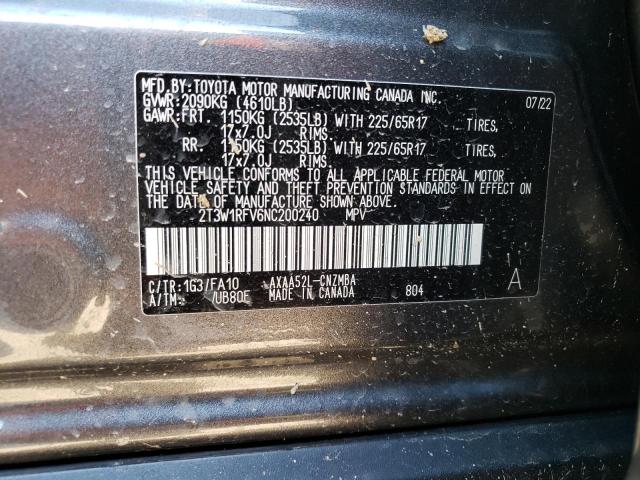 MFD.BY:TOYOTA MOTOR MANUFACTURING CANADA INC. 07/22
GVWR:2090KG (4610LB)
GAWR:FRT. 1150KG (2535LB) WITH 225/65R17 TIRES,
17x7.0J RIMS.
RR. 1150KG (2535LB) WITH 225/65R17 TIRES,
17x7.0J RIMS.
THIS VEHICLE CONFORMS TO ALL APPLICABLE FEDERAL MOTOR
VEHICLE SAFETY AND THEFT PREVENTION STANDARDS IN EFFECT ON
THE DATE OF MANUFACTURE SHOWN ABOVE.
2T3W1RFV6NC200240 MPV
C/TR:1G3/FA10 AXAA52L-CNZMBA A
A/TM: /UB80F MADE IN CANADA 804